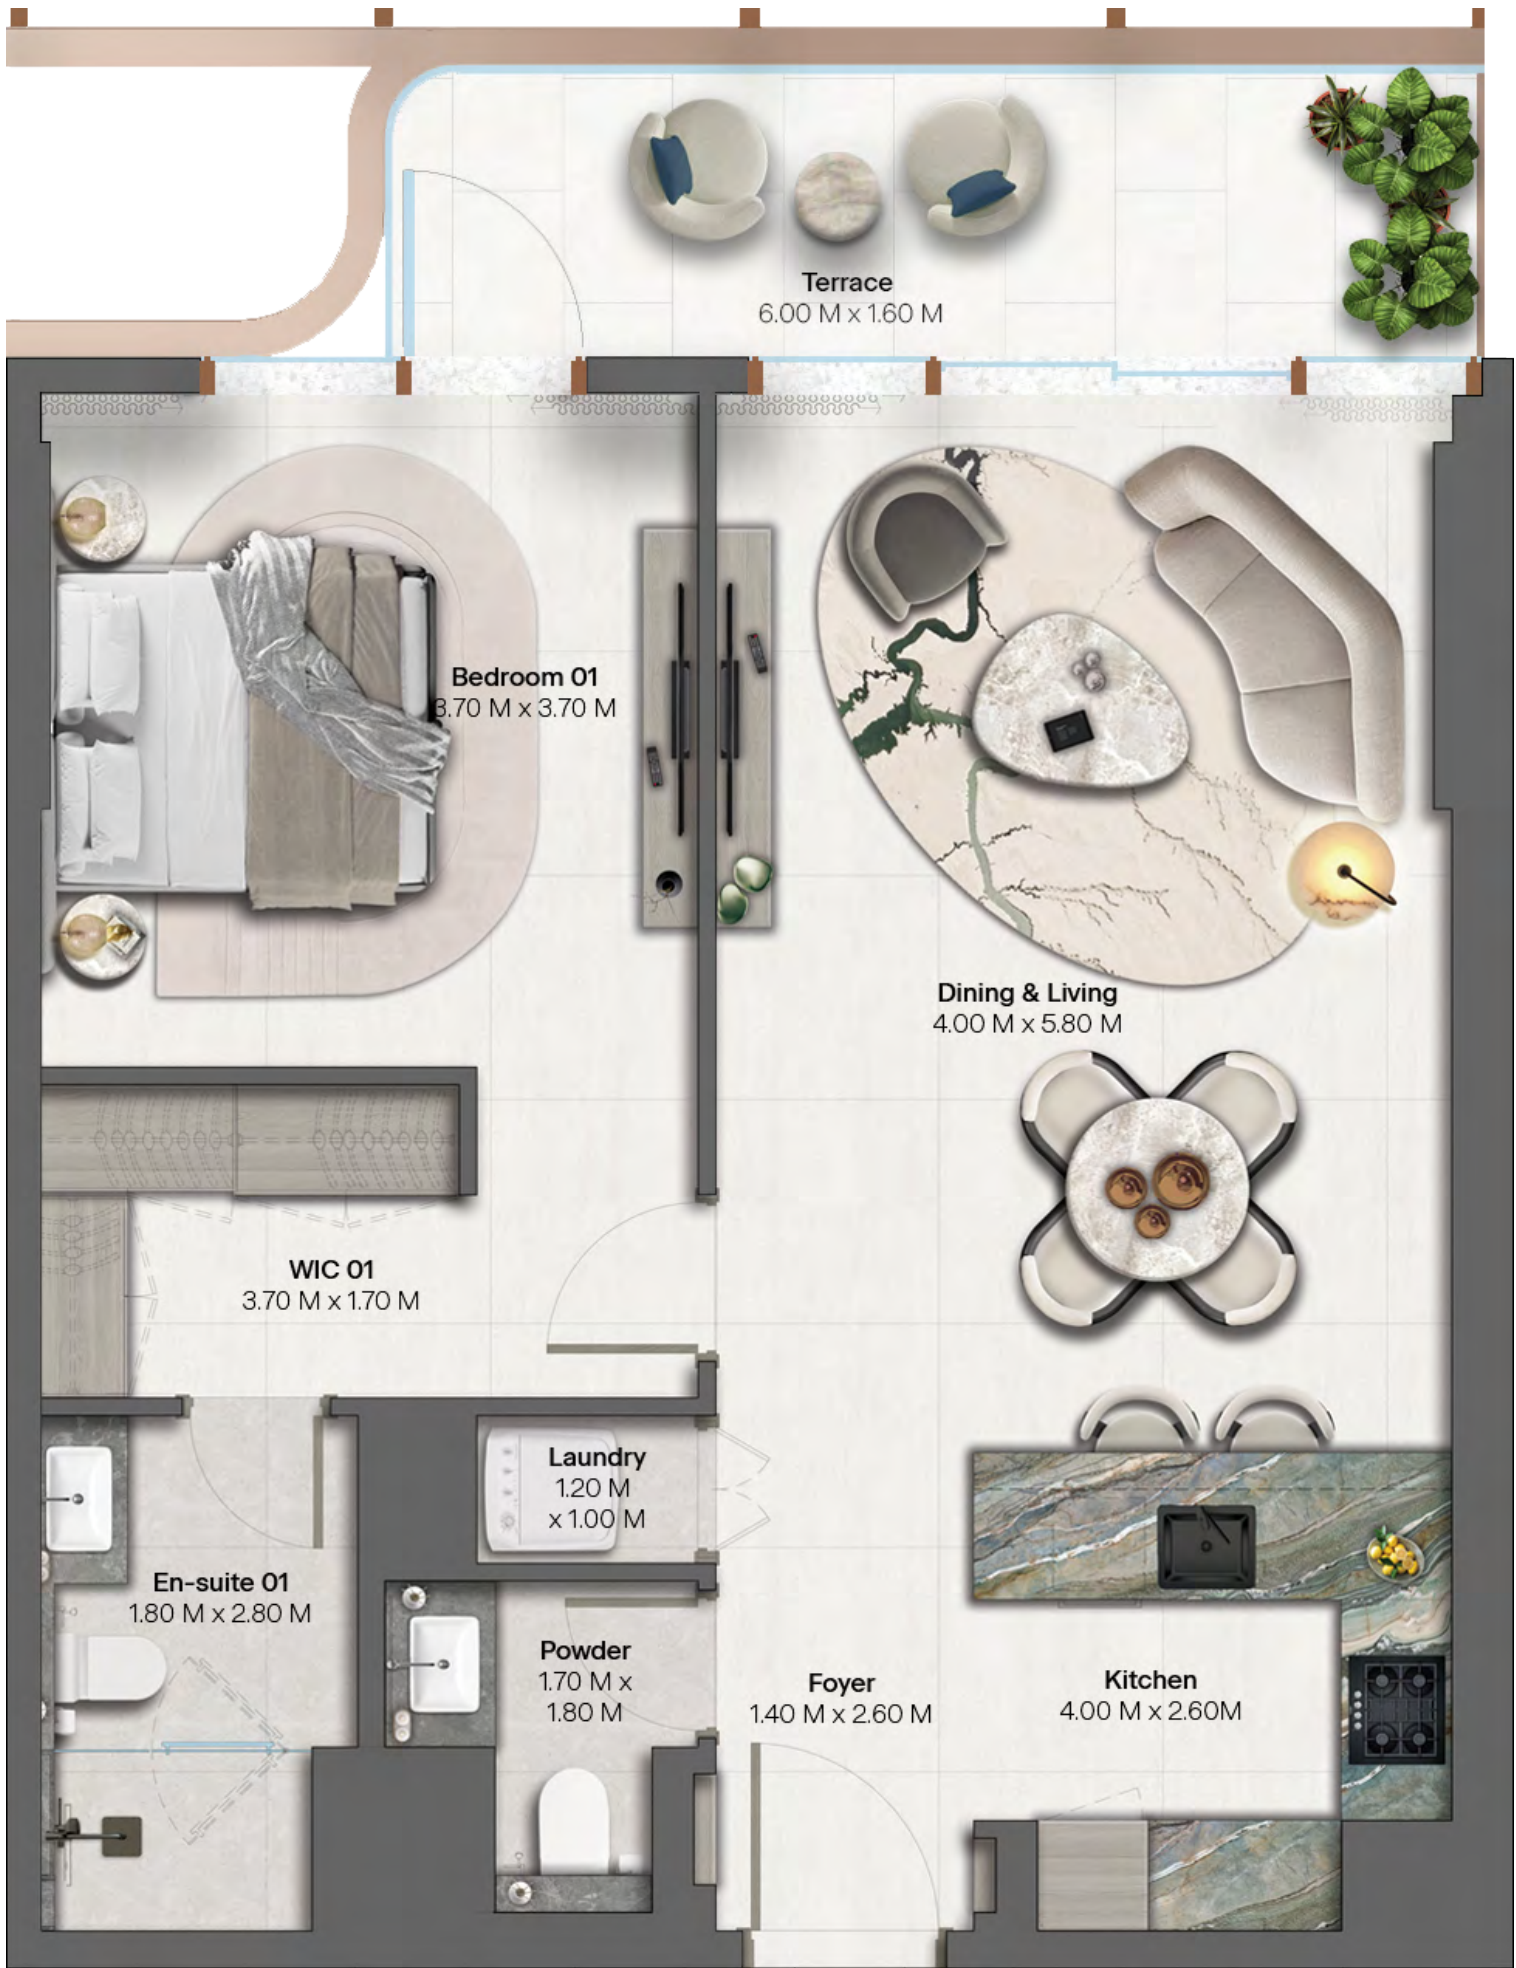 Terrace
6.00 M x 1.60 M
Bedroom 01
3.70 M x 3.70 M
Dining & Living
4.00 M x 5.80 M
WIC 01
3.70 M x 1.70 M
Laundry
1.20 M
x 1.00 M
En-suite 01
1.80 M x 2.80 M
Powder
1.70 M x
1.80 M
Foyer
1.40 M x 2.60 M
Kitchen
4.00 M x 2.60M